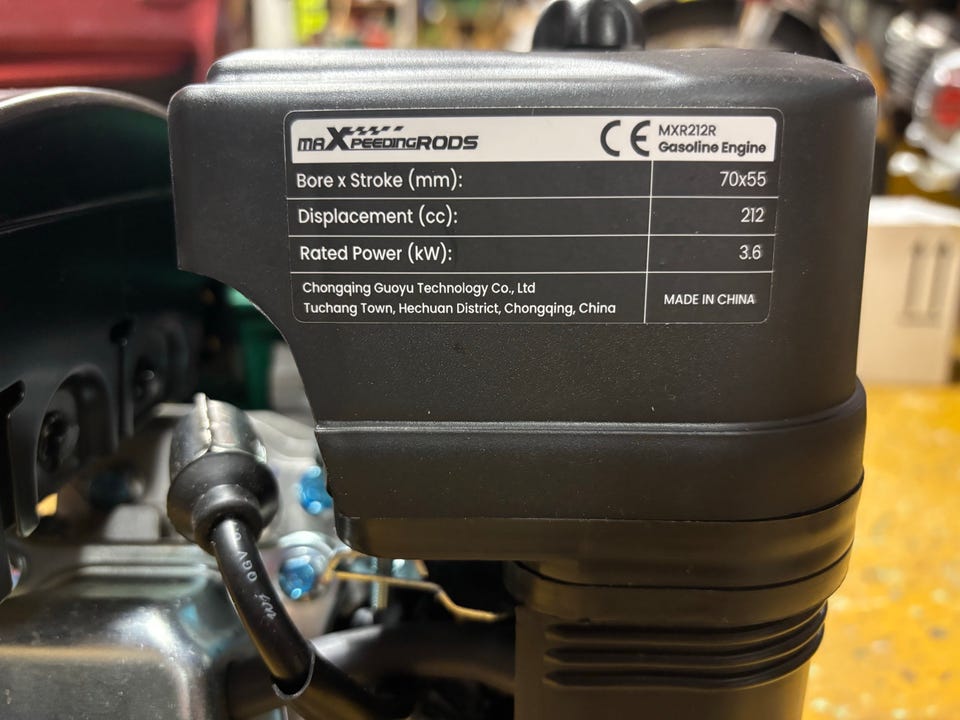 maXpeedingRODS
CE
MXR212R
Gasoline Engine
Bore x Stroke (mm): 70x55
Displacement (cc): 212
Rated Power (kW): 3.6
Chongqing Guoyu Technology Co., Ltd
Tuchang Town, Hechuan District, Chongqing, China
MADE IN CHINA